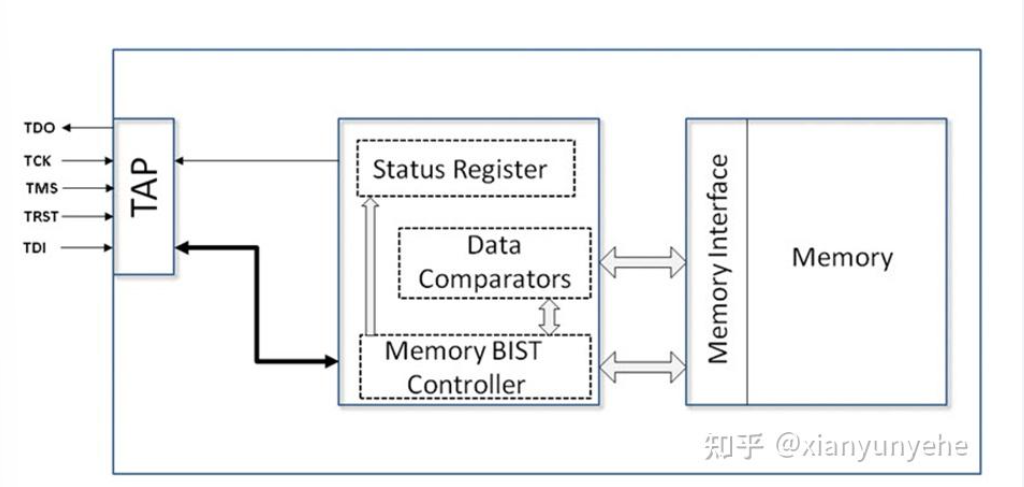 TDO
TCK
TMS
TRST
TDI
TAP
Status Register
Data
Comparators
Memory BIST
Controller
Memory Interface
Memory
知乎 @xianyunyehe